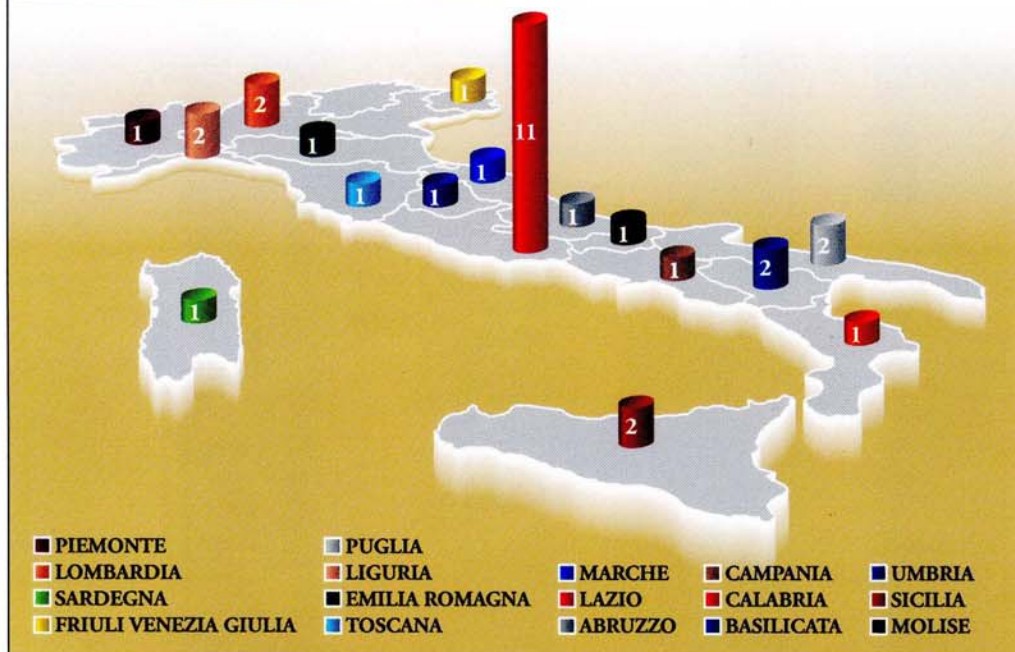 1
2
2
1
1
11
1
1
1
1
1
1
2
2
1
1
2
PIEMONTE
LOMBARDIA
SARDEGNA
FRIULI VENEZIA GIULIA
PUGLIA
LIGURIA
EMILIA ROMAGNA
TOSCANA
MARCHE
LAZIO
ABRUZZO
CAMPANIA
CALABRIA
BASILICATA
UMBRIA
SICILIA
MOLISE